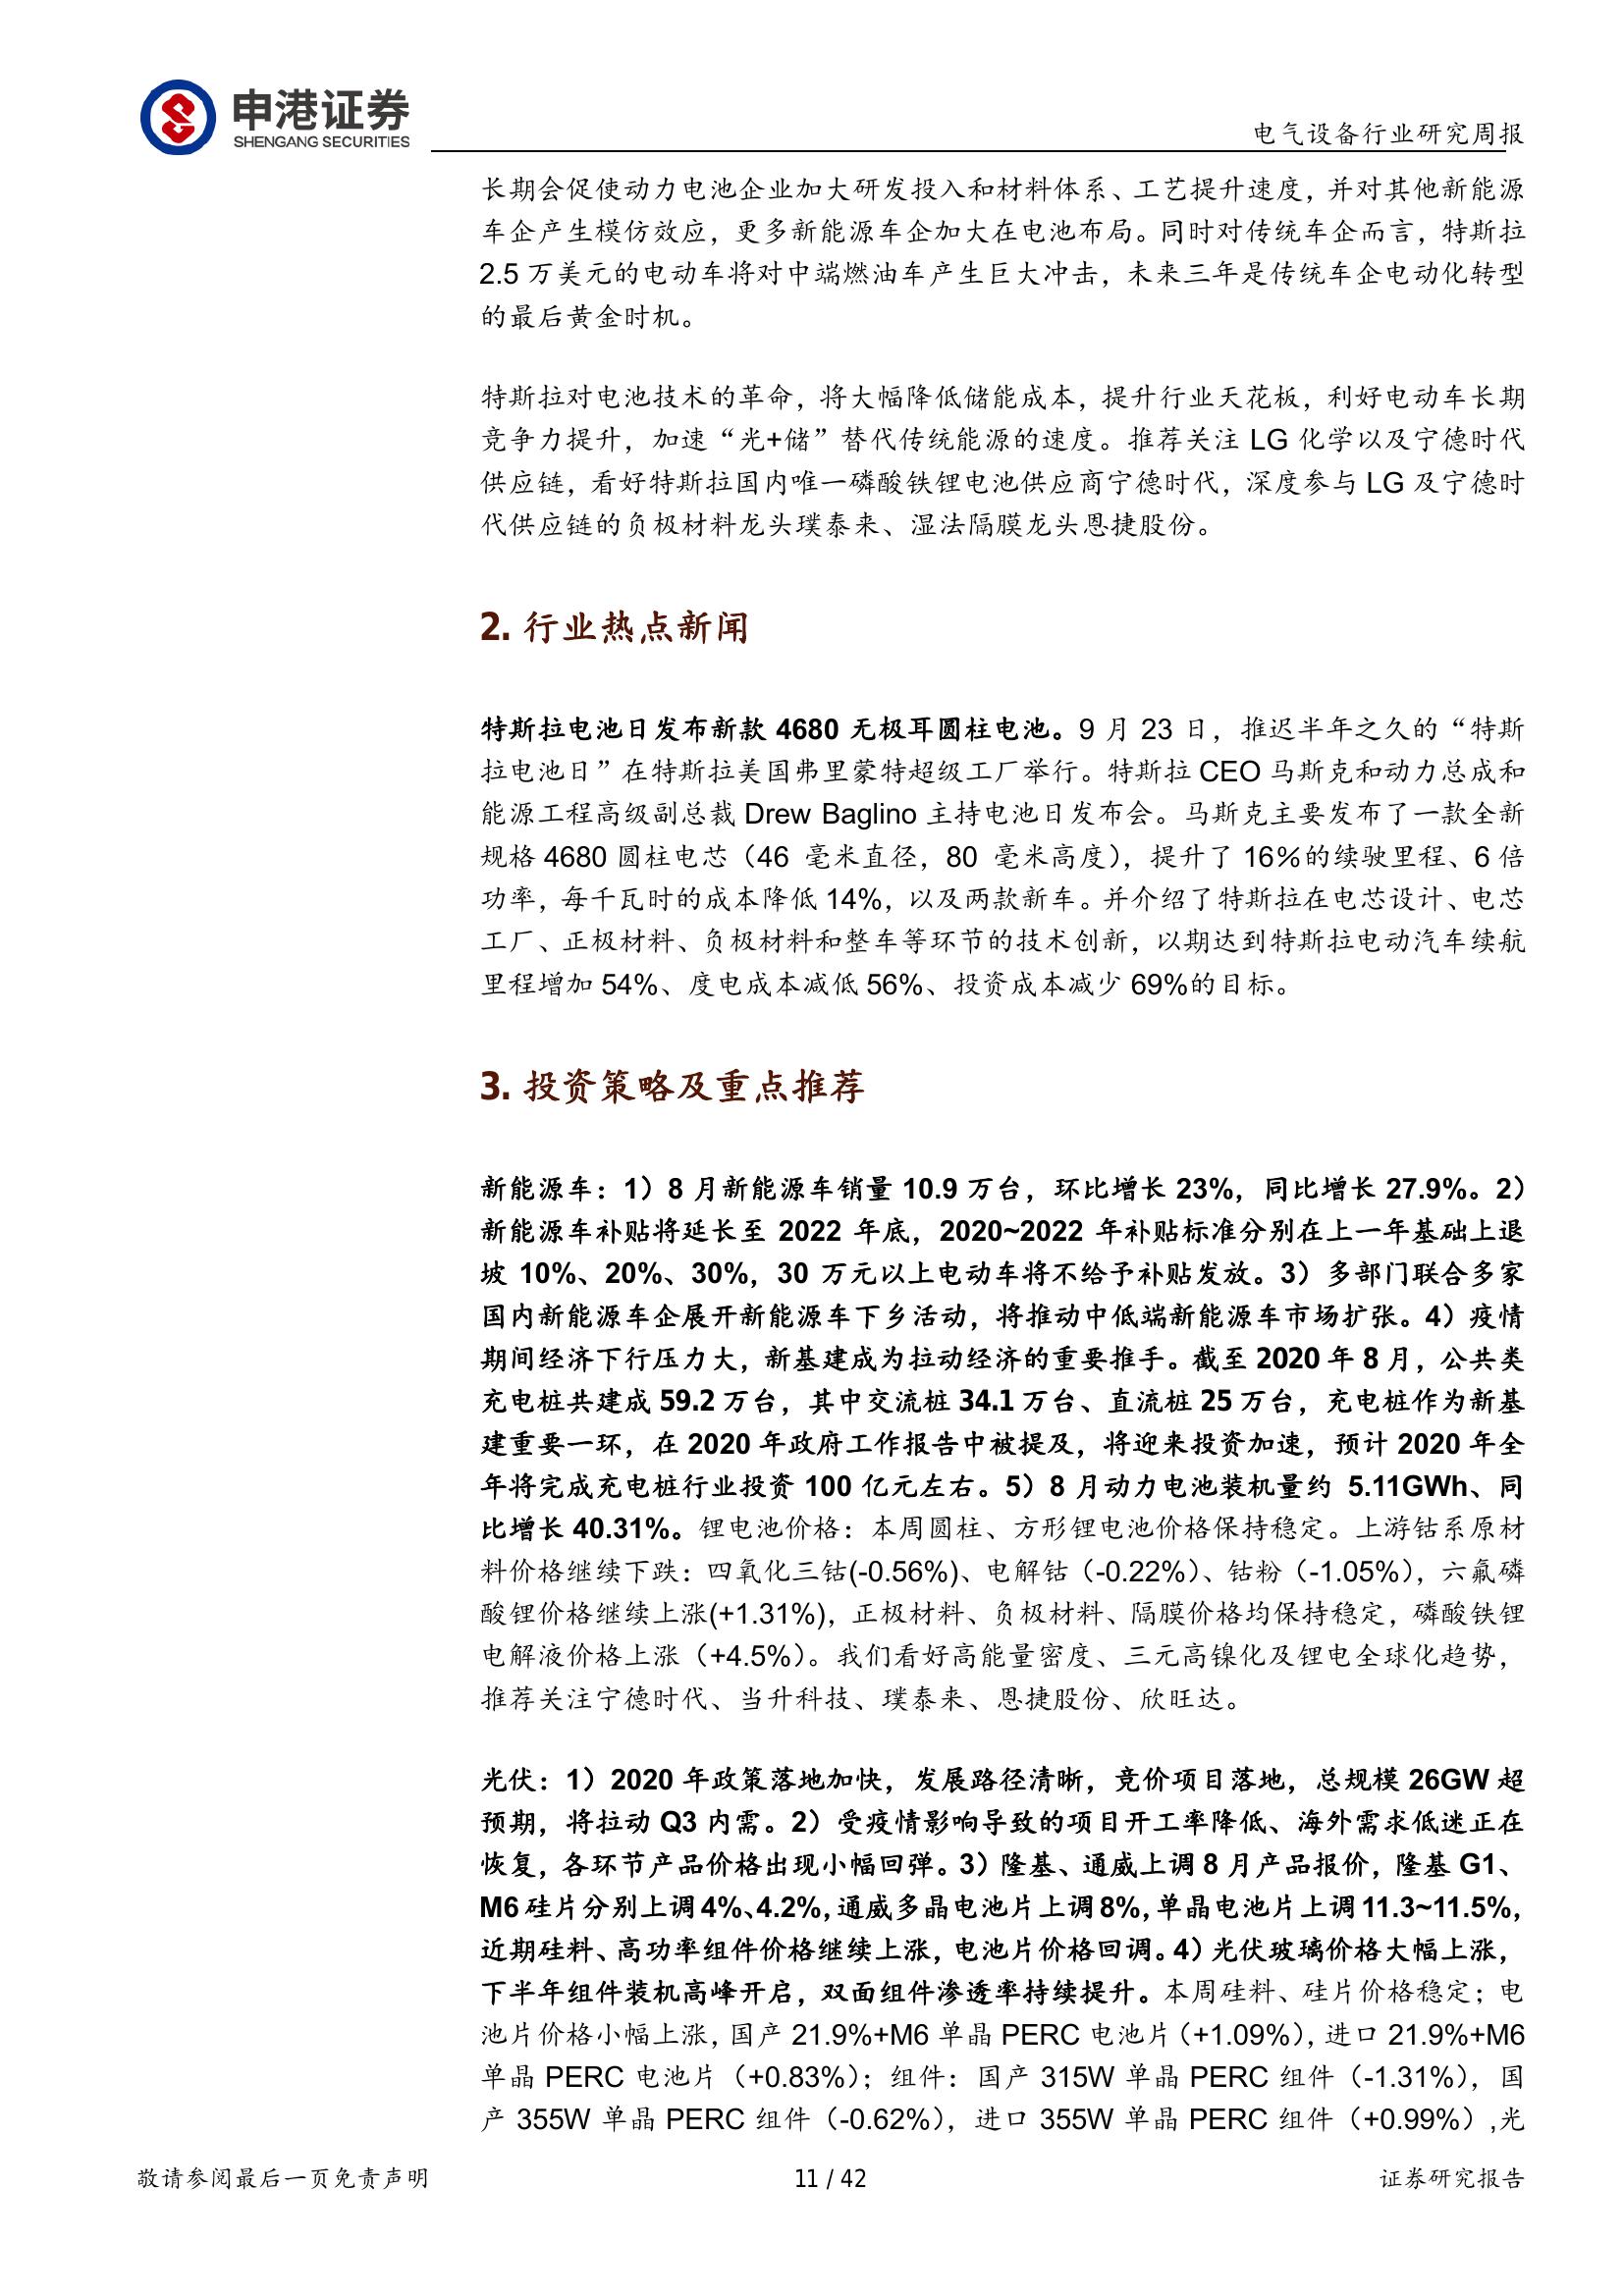 申港证券
SHENGANG SECURITIES
电气设备行业研究周报
长期会促使动力电池企业加大研发投入和材料体系、工艺提升速度，并对其他新能源
车企产生模仿效应，更多新能源车企加大在电池布局。同时对传统车企而言，特斯拉
2.5 万美元的电动车将对中端燃油车产生巨大冲击，未来三年是传统车企电动化转型
的最后黄金时机。
特斯拉对电池技术的革命，将大幅降低储能成本，提升行业天花板，利好电动车长期
竞争力提升，加速“光+储”替代传统能源的速度。推荐关注 LG 化学以及宁德时代
供应链，看好特斯拉国内唯一磷酸铁锂电池供应商宁德时代，深度参与 LG 及宁德时
代供应链的负极材料龙头璞泰来、湿法隔膜龙头恩捷股份。
2. 行业热点新闻
特斯拉电池日发布新款 4680 无极耳圆柱电池。9 月 23 日，推迟半年之久的“特斯
拉电池日”在特斯拉美国弗里蒙特超级工厂举行。特斯拉 CEO 马斯克和动力总成和
能源工程高级副总裁 Drew Baglino 主持电池日发布会。马斯克主要发布了一款全新
规格 4680 圆柱电芯（46 毫米直径，80 毫米高度），提升了 16%的续驶里程、6 倍
功率，每千瓦时的成本降低 14%，以及两款新车。并介绍了特斯拉在电芯设计、电芯
工厂、正极材料、负极材料和整车等环节的技术创新，以期达到特斯拉电动汽车续航
里程增加 54%、度电成本减低 56%、投资成本减少 69%的目标。
3. 投资策略及重点推荐
新能源车：1）8 月新能源车销量 10.9 万台，环比增长 23%，同比增长 27.9%。2）
新能源车补贴将延长至 2022 年底，2020~2022 年补贴标准分别在上一年基础上退
坡 10%、20%、30%，30 万元以上电动车将不给予补贴发放。3）多部门联合多家
国内新能源车企展开新能源车下乡活动，将推动中低端新能源车市场扩张。4）疫情
期间经济下行压力大，新基建成为拉动经济的重要推手。截至 2020 年 8 月，公共类
充电桩共建成 59.2 万台，其中交流桩 34.1 万台、直流桩 25 万台，充电桩作为新基
建重要一环，在 2020 年政府工作报告中被提及，将迎来投资加速，预计 2020 年全
年将完成充电桩行业投资 100 亿元左右。5）8 月动力电池装机量约 5.11GWh、同
比增长 40.31%。锂电池价格：本周圆柱、方形锂电池价格保持稳定。上游钴系原材
料价格继续下跌：四氧化三钴(-0.56%)、电解钴（-0.22%）、钴粉（-1.05%），六氟磷
酸锂价格继续上涨(+1.31%)，正极材料、负极材料、隔膜价格均保持稳定，磷酸铁锂
电解液价格上涨（+4.5%）。我们看好高能量密度、三元高镍化及锂电全球化趋势，
推荐关注宁德时代、当升科技、璞泰来、恩捷股份、欣旺达。
光伏：1）2020 年政策落地加快，发展路径清晰，竞价项目落地，总规模 26GW 超
预期，将拉动 Q3 内需。2）受疫情影响导致的项目开工率降低、海外需求低迷正在
恢复，各环节产品价格出现小幅回弹。3）隆基、通威上调 8 月产品报价，隆基 G1、
M6 硅片分别上调 4%、4.2%，通威多晶电池片上调 8%，单晶电池片上调 11.3~11.5%，
近期硅料、高功率组件价格继续上涨，电池片价格回调。4）光伏玻璃价格大幅上涨，
下半年组件装机高峰开启，双面组件渗透率持续提升。本周硅料、硅片价格稳定；电
池片价格小幅上涨，国产 21.9%+M6 单晶 PERC 电池片（+1.09%），进口 21.9%+M6
单晶 PERC 电池片（+0.83%）；组件：国产 315W 单晶 PERC 组件（-1.31%），国
产 355W 单晶 PERC 组件（-0.62%），进口 355W 单晶 PERC 组件（+0.99%）,光
敬请参阅最后一页免责声明
11 / 42
证券研究报告